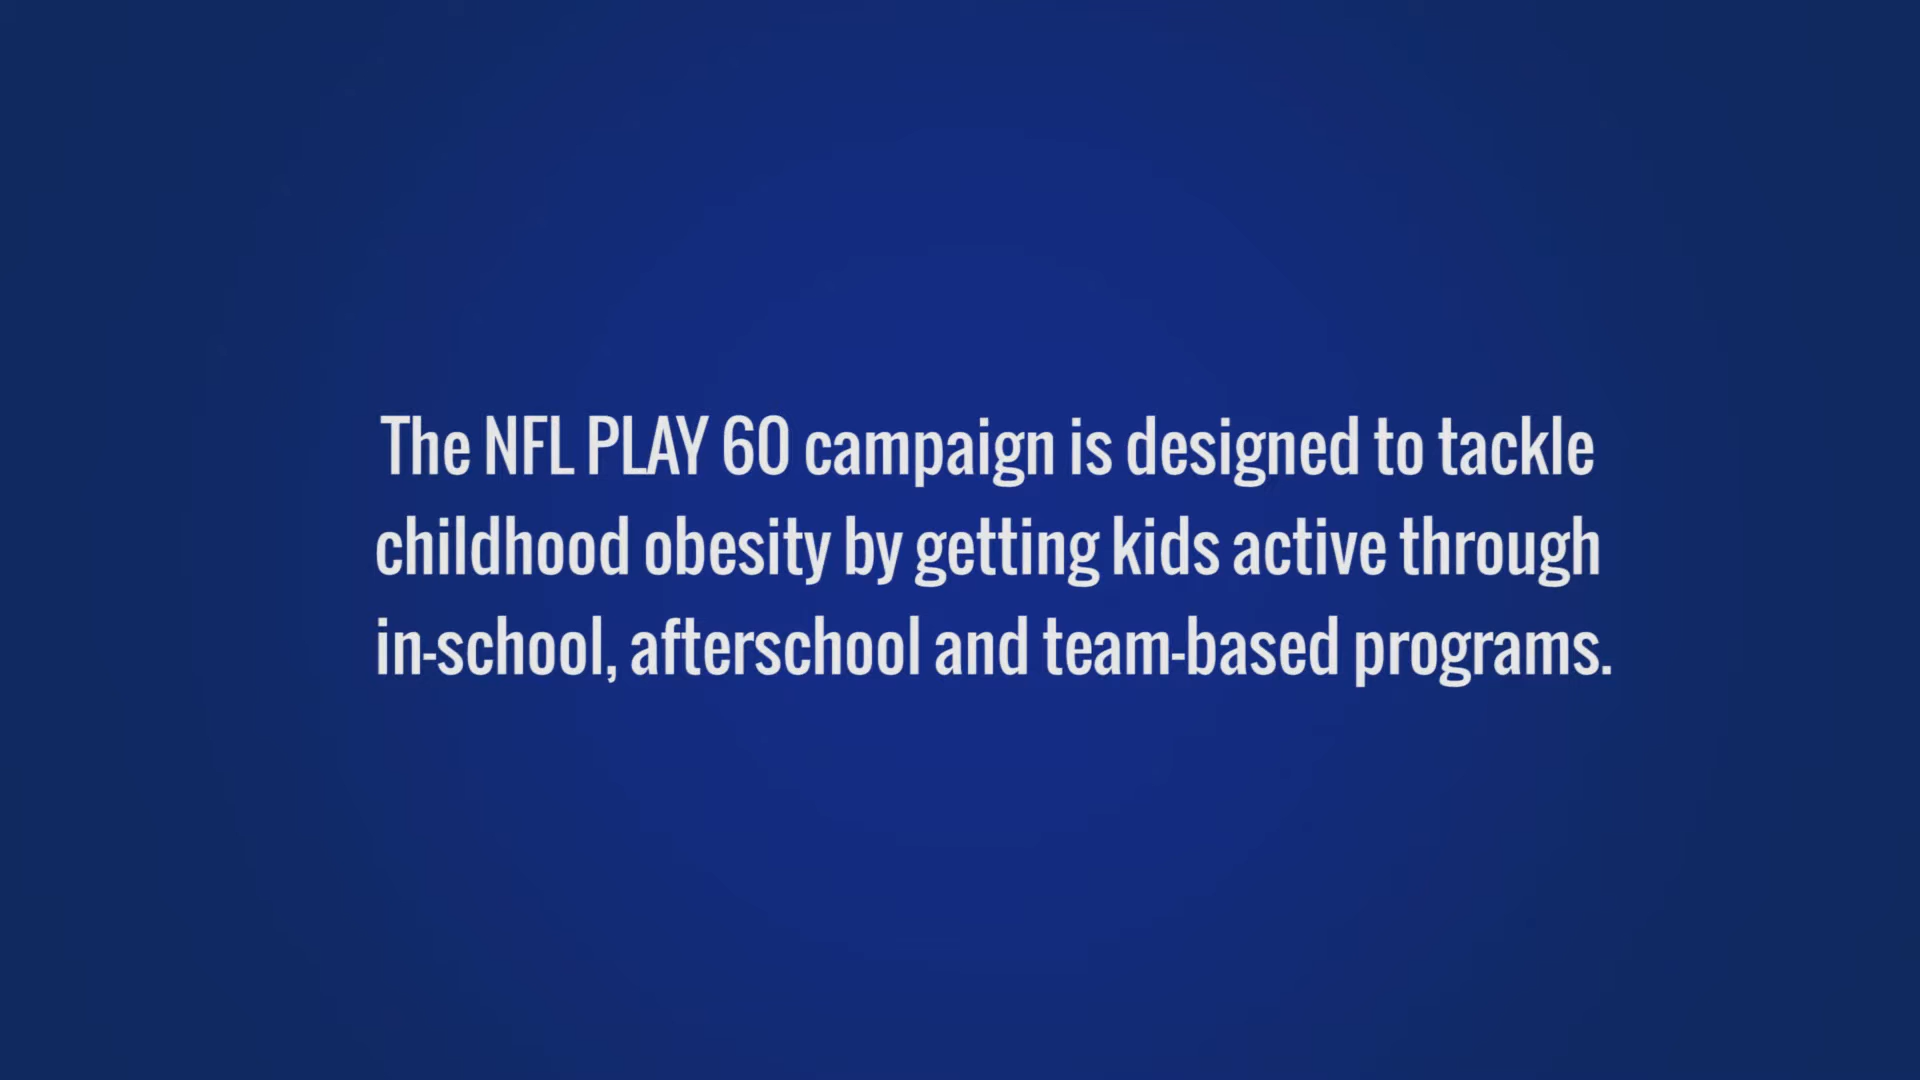 The NFL PLAY 60 campaign is designed to tackle
childhood obesity by getting kids active through
in-school, afterschool and team-based programs.